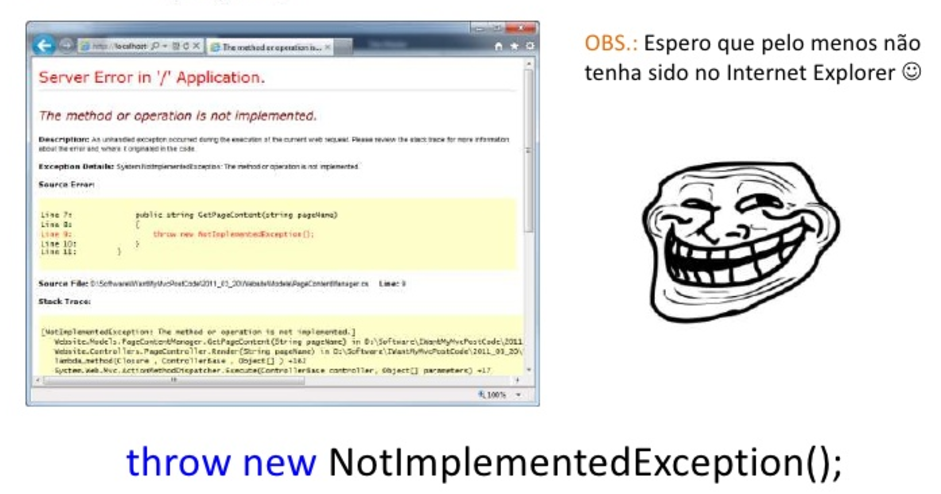 http://localhost
The method or operation is...
OBS.: Espero que pelo menos não
tenha sido no Internet Explorer ☺
Server Error in '/' Application.
The method or operation is not implemented.
Description: An unhandled exception occurred during the execution of the current web request. Please review the stack trace for more information
about the error and where it originated in the code.
Exception Details: System.NotImplementedException: The method or operation is not implemented.
Source Error:
Line 7: public string GetPageContent(string pageName)
Line 8: {
Line 9: throw new NotImplementedException();
Line 10: }
Line 11: }
Source File: D:\Software\IWantMyMvcPostCode\2011_03_20\Website\Models\PageContentManager.cs Line: 9
Stack Trace:
[NotImplementedException: The method or operation is not implemented.]
Website.Models.PageContentManager.GetPageContent(String pageName) in D:\Software\IWantMyMvcPostCode\2011
Website.Controllers.PageController.Render(String pageName) in D:\Software\IWantMyMvcPostCode\2011_03_20\
lambda_method(Closure , ControllerBase , Object[] ) +162
System.Web.Mvc.ActionMethodDispatcher.Execute(ControllerBase controller, Object[] parameters) +17
100%
throw new NotImplementedException();